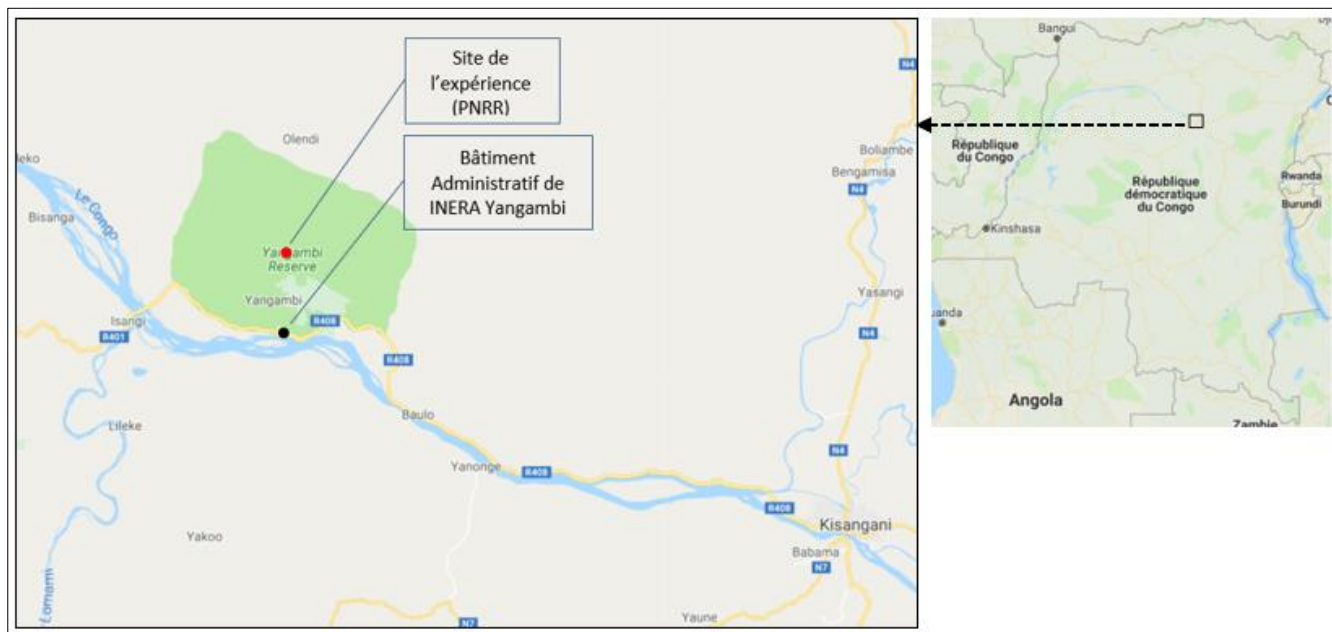 Site de
l'expérience
(PNRR)
Bâtiment
Administratif de
INERA Yangambi
Olendi
Le Congo
Bisanga
Reserve
Yangambi
Isangi
R401
R408
R408
Lileke
Baulo
Yanonge
R408
R408
Yakoo
Lomami
N7
Yaune
Kisangani
Babama
N7
N4
N4
N4
Yasangi
N4
Bengamisa
Boliambe
N4
Bangui
République
du Congo
République
démocratique
du Congo
Rwanda
Burundi
Kinshasa
Angola
Zambie